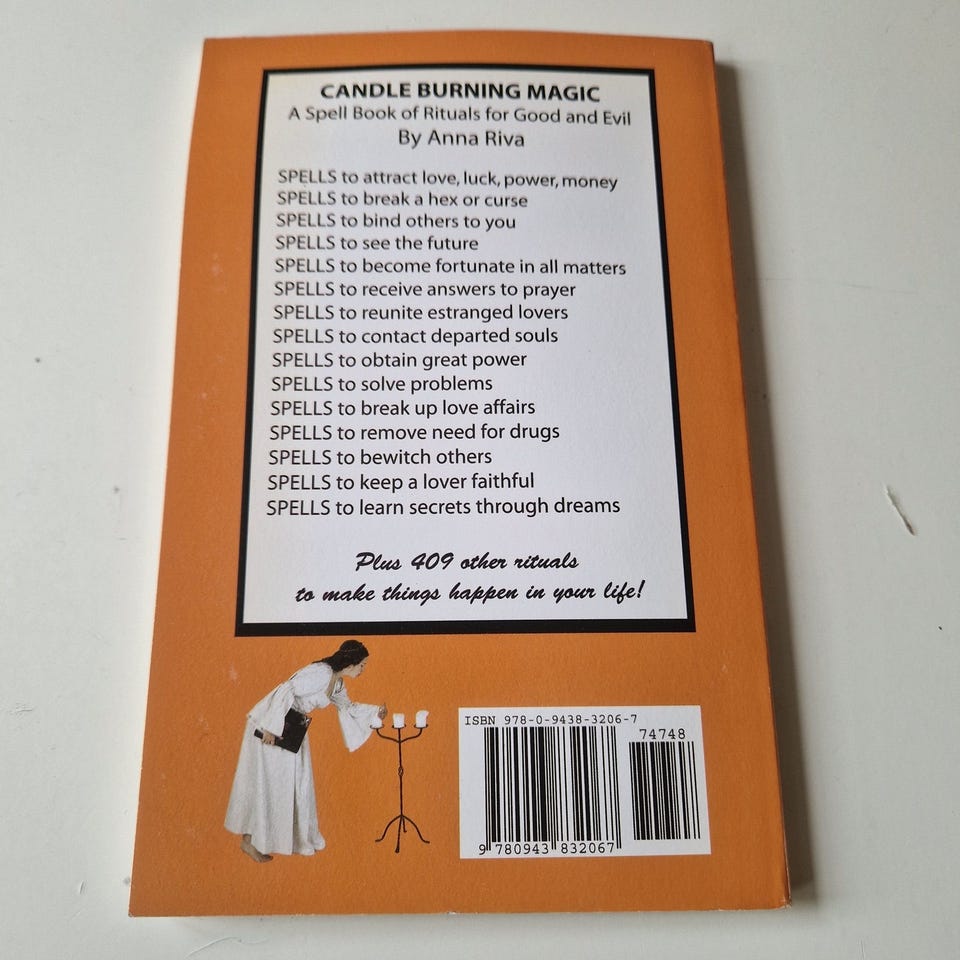 CANDLE BURNING MAGIC
A Spell Book of Rituals for Good and Evil
By Anna Riva
SPELLS to attract love, luck, power, money
SPELLS to break a hex or curse
SPELLS to bind others to you
SPELLS to see the future
SPELLS to become fortunate in all matters
SPELLS to receive answers to prayer
SPELLS to reunite estranged lovers
SPELLS to contact departed souls
SPELLS to obtain great power
SPELLS to solve problems
SPELLS to break up love affairs
SPELLS to remove need for drugs
SPELLS to bewitch others
SPELLS to keep a lover faithful
SPELLS to learn secrets through dreams
Plus 409 other rituals
to make things happen in your life!
ISBN 978-0-9438-3206-7
74748
9 780943 832067